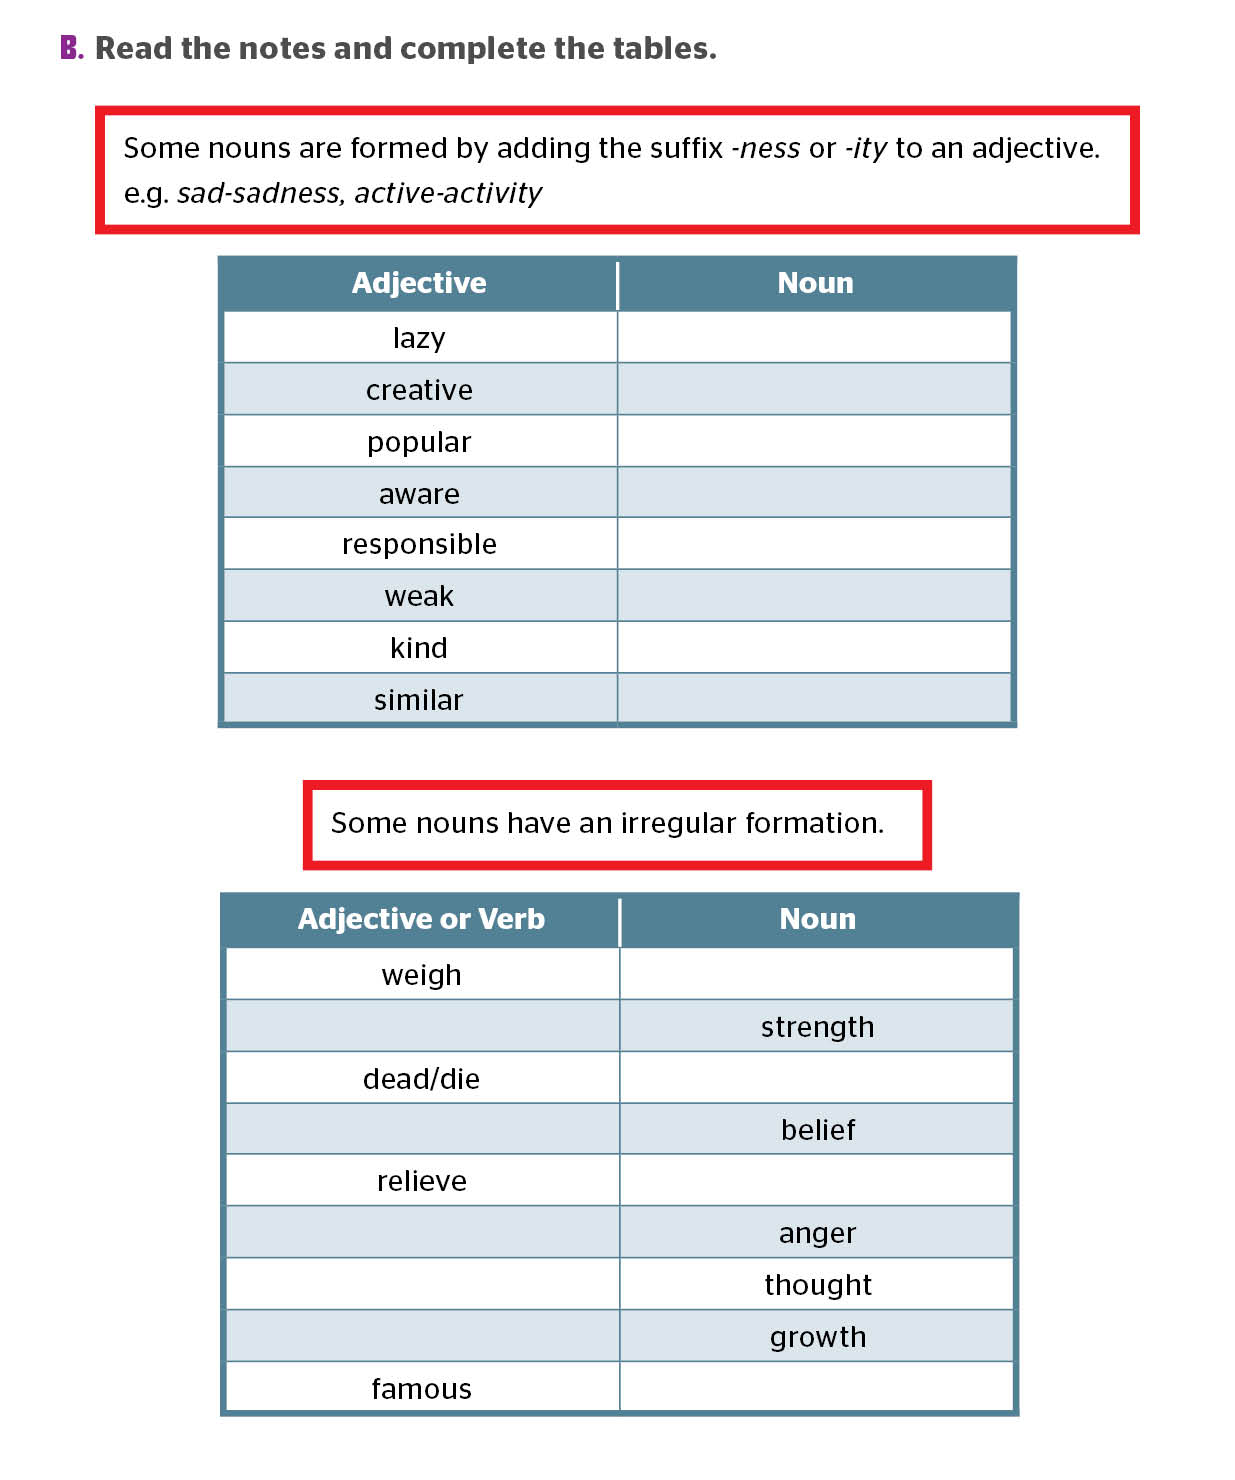 B. Read the notes and complete the tables.
Some nouns are formed by adding the suffix -ness or -ity to an adjective.
e.g. sad-sadness, active-activity
Adjective Noun
lazy
creative
popular
aware
responsible
weak
kind
similar
Some nouns have an irregular formation.
Adjective or Verb Noun
weigh
strength
dead/die
belief
relieve
anger
thought
growth
famous